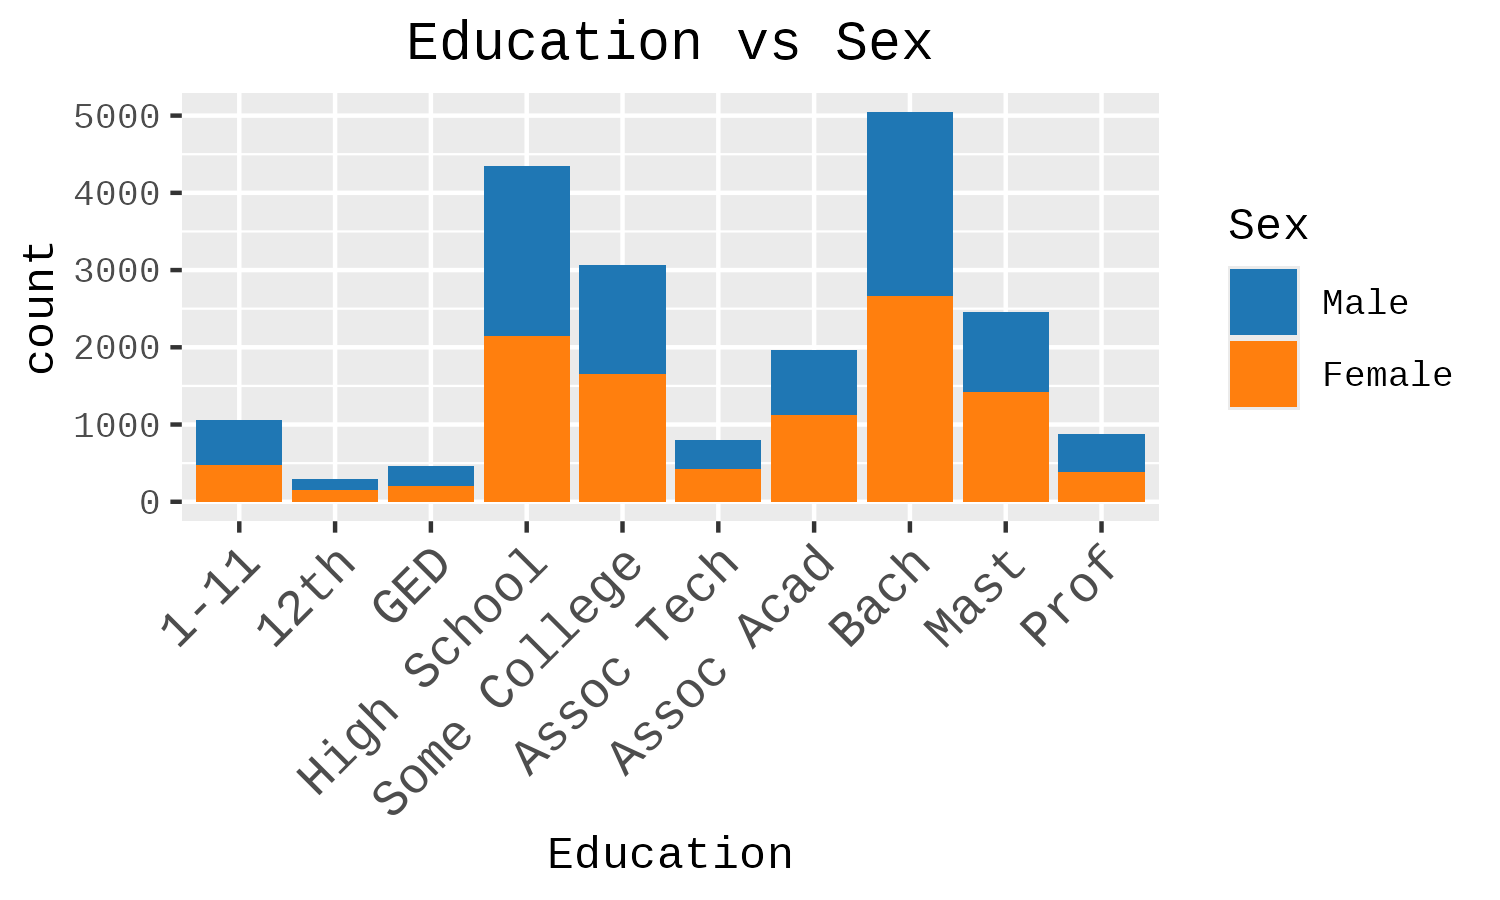 Education vs Sex
count
5000
4000
3000
2000
1000
0
1-11
12th
GED
High School
Some College
Assoc Tech
Assoc Acad
Bach
Mast
Prof
Education
Sex
Male
Female